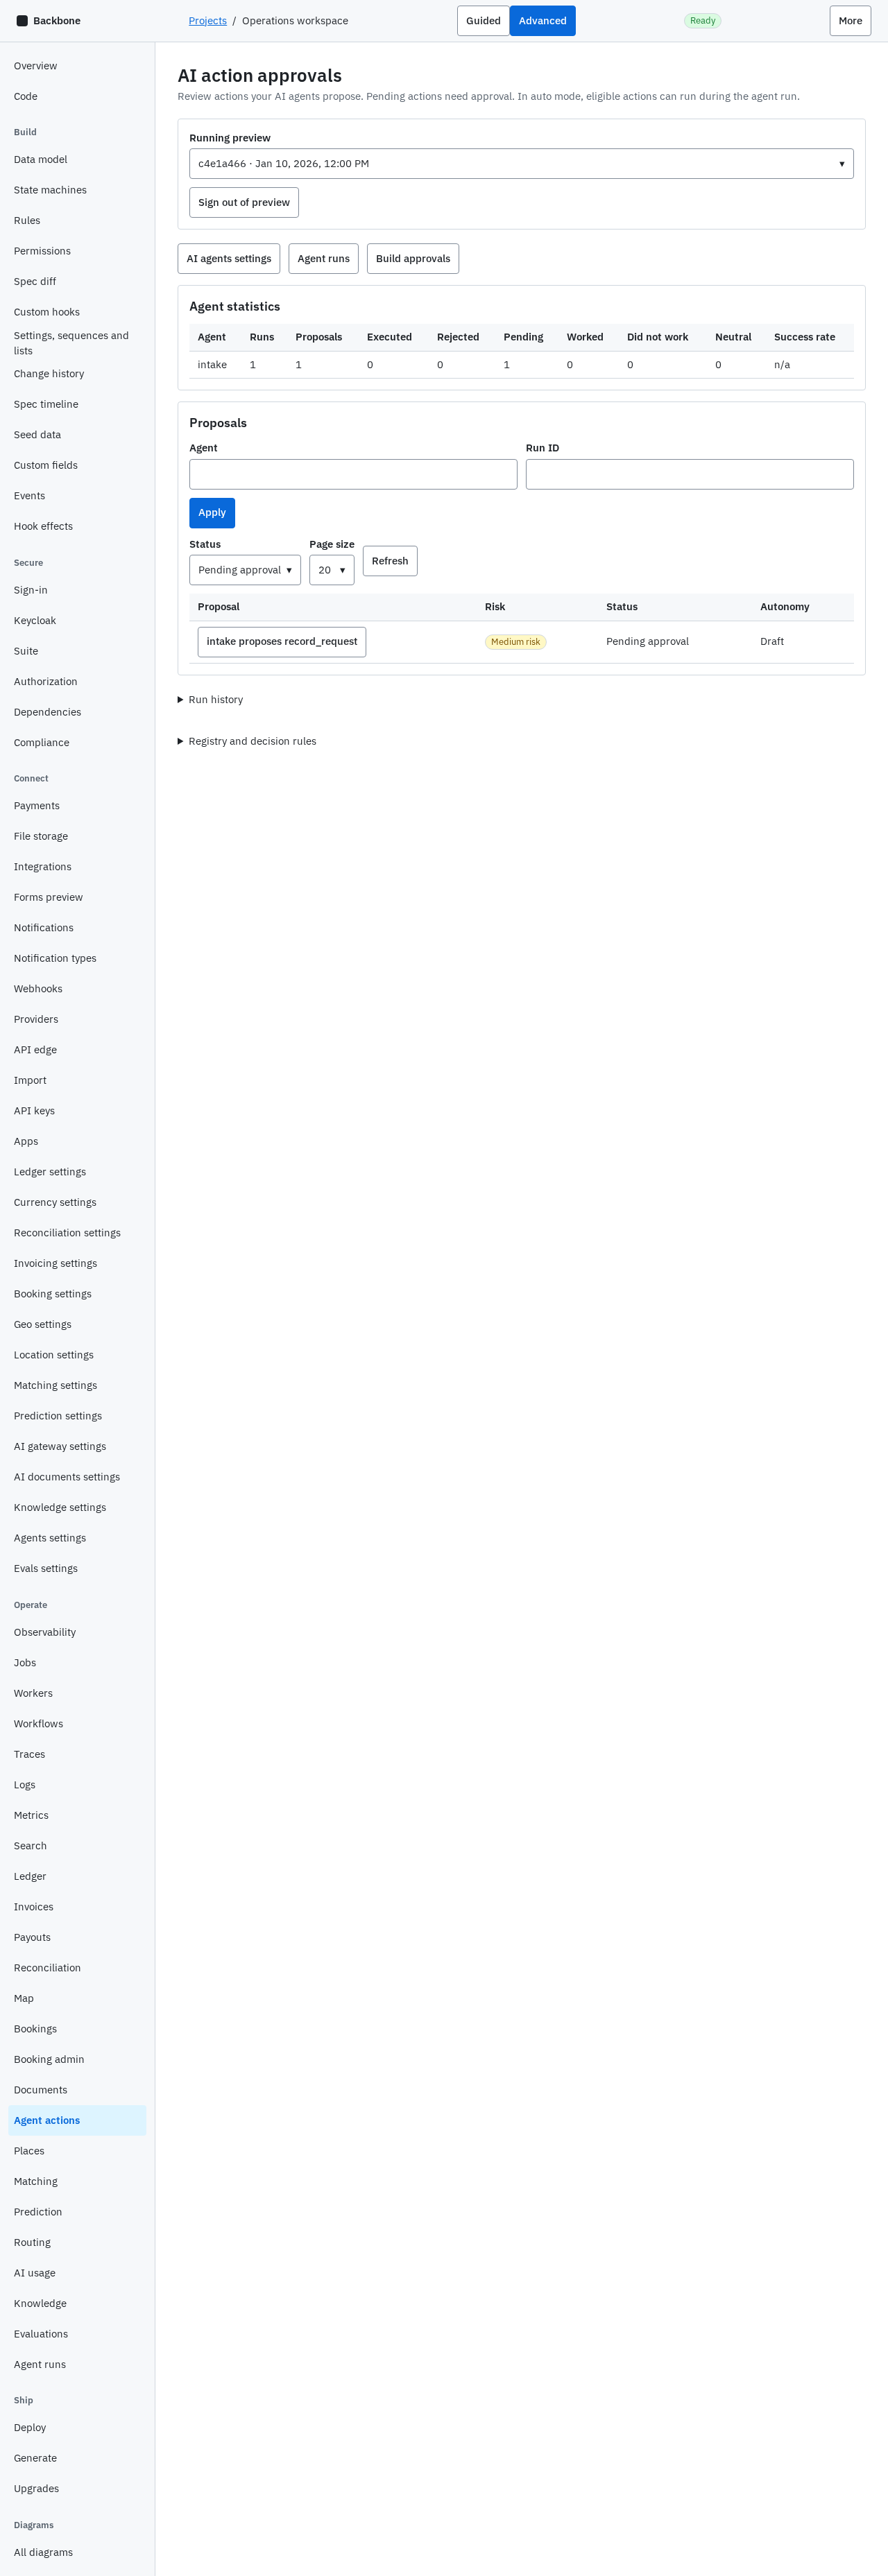 Backbone
Projects / Operations workspace
Guided
Advanced
Ready
More
Overview
Code
Build
Data model
State machines
Rules
Permissions
Spec diff
Custom hooks
Settings, sequences and
lists
Change history
Spec timeline
Seed data
Custom fields
Events
Hook effects
Secure
Sign-in
Keycloak
Suite
Authorization
Dependencies
Compliance
Connect
Payments
File storage
Integrations
Forms preview
Notifications
Notification types
Webhooks
Providers
API edge
Import
API keys
Apps
Ledger settings
Currency settings
Reconciliation settings
Invoicing settings
Booking settings
Geo settings
Location settings
Matching settings
Prediction settings
AI gateway settings
AI documents settings
Knowledge settings
Agents settings
Evals settings
Operate
Observability
Jobs
Workers
Workflows
Traces
Logs
Metrics
Search
Ledger
Invoices
Payouts
Reconciliation
Map
Bookings
Booking admin
Documents
Agent actions
Places
Matching
Prediction
Routing
AI usage
Knowledge
Evaluations
Agent runs
Ship
Deploy
Generate
Upgrades
Diagrams
All diagrams
AI action approvals
Review actions your AI agents propose. Pending actions need approval. In auto mode, eligible actions can run during the agent run.
Running preview
c4e1a466 · Jan 10, 2026, 12:00 PM
Sign out of preview
AI agents settings
Agent runs
Build approvals
Agent statistics
Agent Runs Proposals Executed Rejected Pending Worked Did not work Neutral Success rate
intake 1 1 0 0 1 0 0 0 n/a
Proposals
Agent
Run ID
Apply
Status
Page size
Pending approval
20
Refresh
Proposal Risk Status Autonomy
intake proposes record_request Medium risk Pending approval Draft
Run history
Registry and decision rules